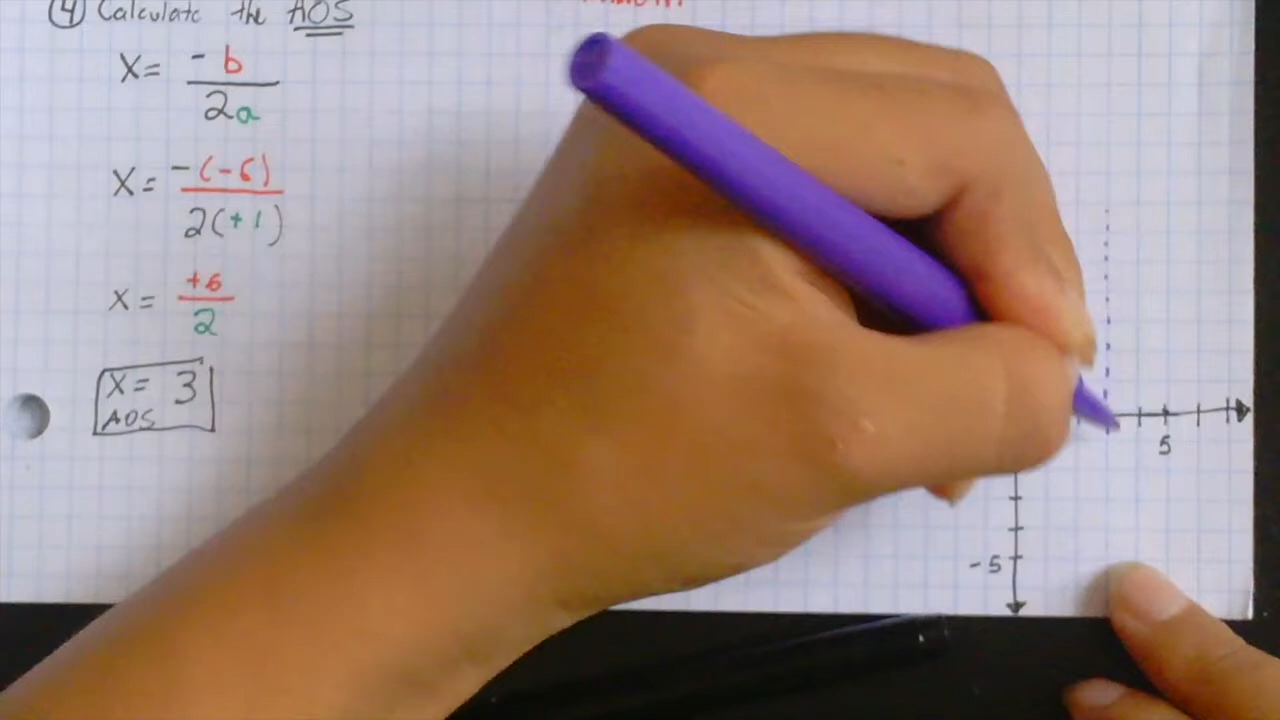 ④ Calculate the AOS
x = -b
2a
x = -(-6)
2(+1)
x = +6
2
x = 3
AOS
5
-5